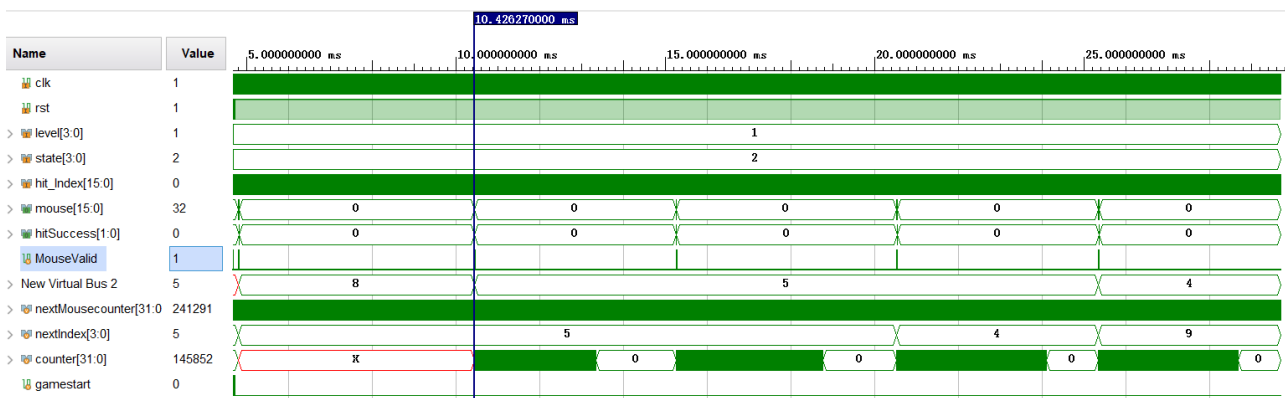 10.426270000 ms
Name Value 5.000000000 ms 10.000000000 ms 15.000000000 ms 20.000000000 ms 25.000000000 ms
clk 1
rst 1
level[3:0] 1 1
state[3:0] 2 2
hit_Index[15:0] 0
mouse[15:0] 32 0 0 0 0 0
hitSuccess[1:0] 0 0 0 0 0 0
MouseValid 1
New Virtual Bus 2 5 8 5 4
nextMousecounter[31:0 241291
nextIndex[3:0] 5 5 4 9
counter[31:0] 145852 X 0 0 0 0
gamestart 0